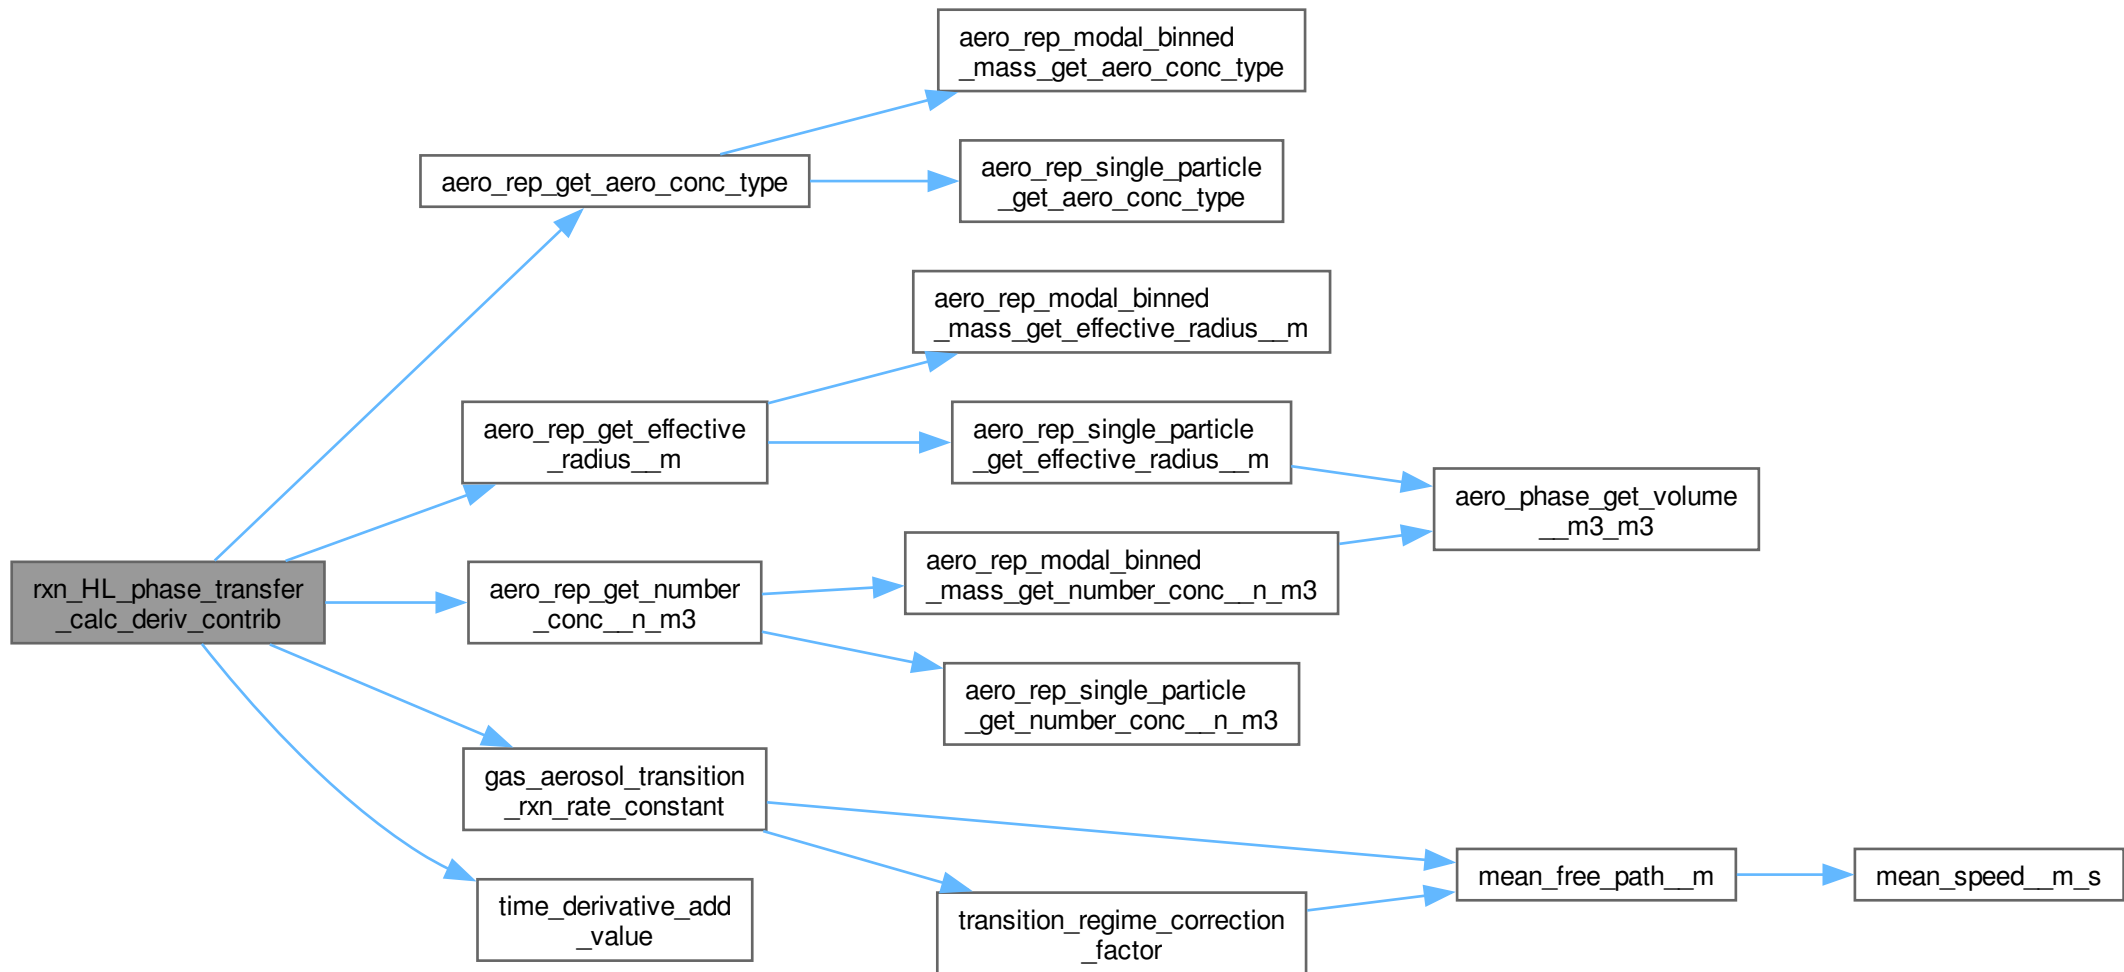 aero_rep_modal_binned
_mass_get_aero_conc_type
aero_rep_get_aero_conc_type
aero_rep_single_particle
_get_aero_conc_type
aero_rep_modal_binned
_mass_get_effective_radius__m
aero_rep_get_effective
_radius__m
aero_rep_single_particle
_get_effective_radius__m
aero_phase_get_volume
__m3_m3
rxn_HL_phase_transfer
_calc_deriv_contrib
aero_rep_get_number
_conc__n_m3
aero_rep_modal_binned
_mass_get_number_conc__n_m3
aero_rep_single_particle
_get_number_conc__n_m3
gas_aerosol_transition
_rxn_rate_constant
mean_free_path__m
mean_speed__m_s
time_derivative_add
_value
transition_regime_correction
_factor